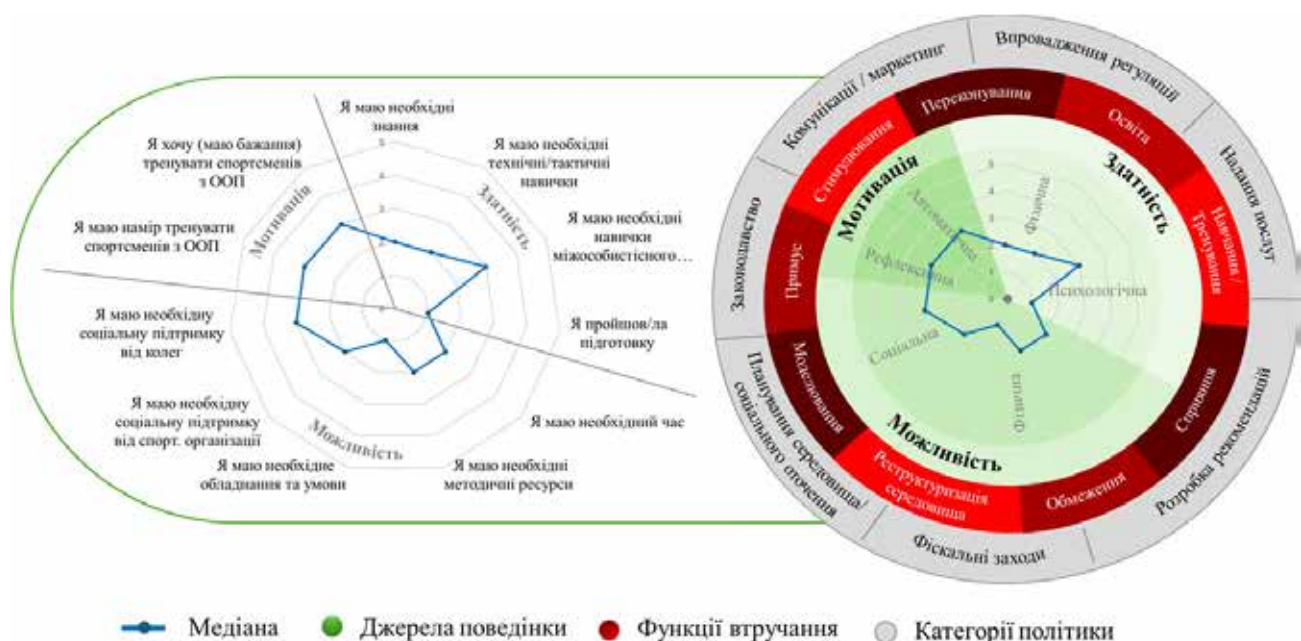 Я маю необхідні
знання
Я хочу (маю бажання)
тренувати спортсменів
з ООП
Я маю необхідні
технічні/тактичні
навички
Мотивація
Здатність
Я маю намір тренувати
спортсменів з ООП
Я маю необхідні
навички
міжособистісного…
Я маю необхідну
соціальну підтримку
від колег
Я пройшов/ла
підготовку
Я маю необхідну
соціальну підтримку
від спорт. організації
Я маю необхідний час
Можливість
Я маю необхідне
обладнання та умови
Я маю необхідні
методичні ресурси
5
4
3
2
0
Комунікації / маркетинг
Впровадження регуляцій
Надання послуг
Розробка рекомендацій
Фіскальні заходи
Планування середовища/
соціального оточення
Законодавство
Переконування
Освіта
Навчання/
Тренування
Сприяння
Обмеження
Реструктуризація
середовища
Моделювання
Примус
Стимулювання
Мотивація
Здатність
Можливість
Автоматична
Рефлексивна
Соціальна
Фізична
Психологічна
Фізична
Медіана
Джерела поведінки
Функції втручання
Категорії політики